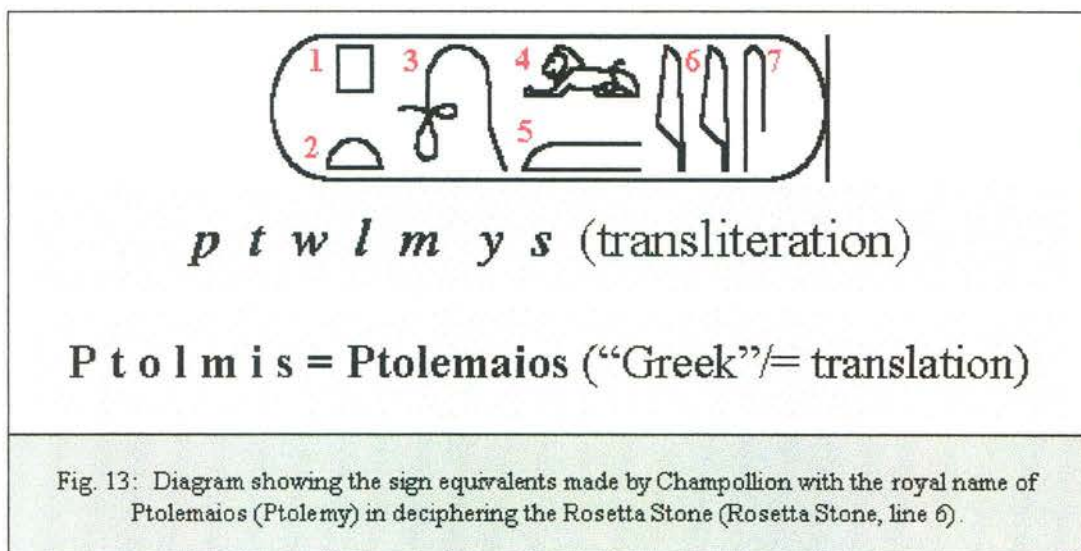 1 3 4 6 7
2 5
p t w l m y s (transliteration)
P t o l m i s = Ptolemaios (“Greek”/= translation)
Fig. 13: Diagram showing the sign equivalents made by Champollion with the royal name of
Ptolemaios (Ptolemy) in deciphering the Rosetta Stone (Rosetta Stone, line 6).